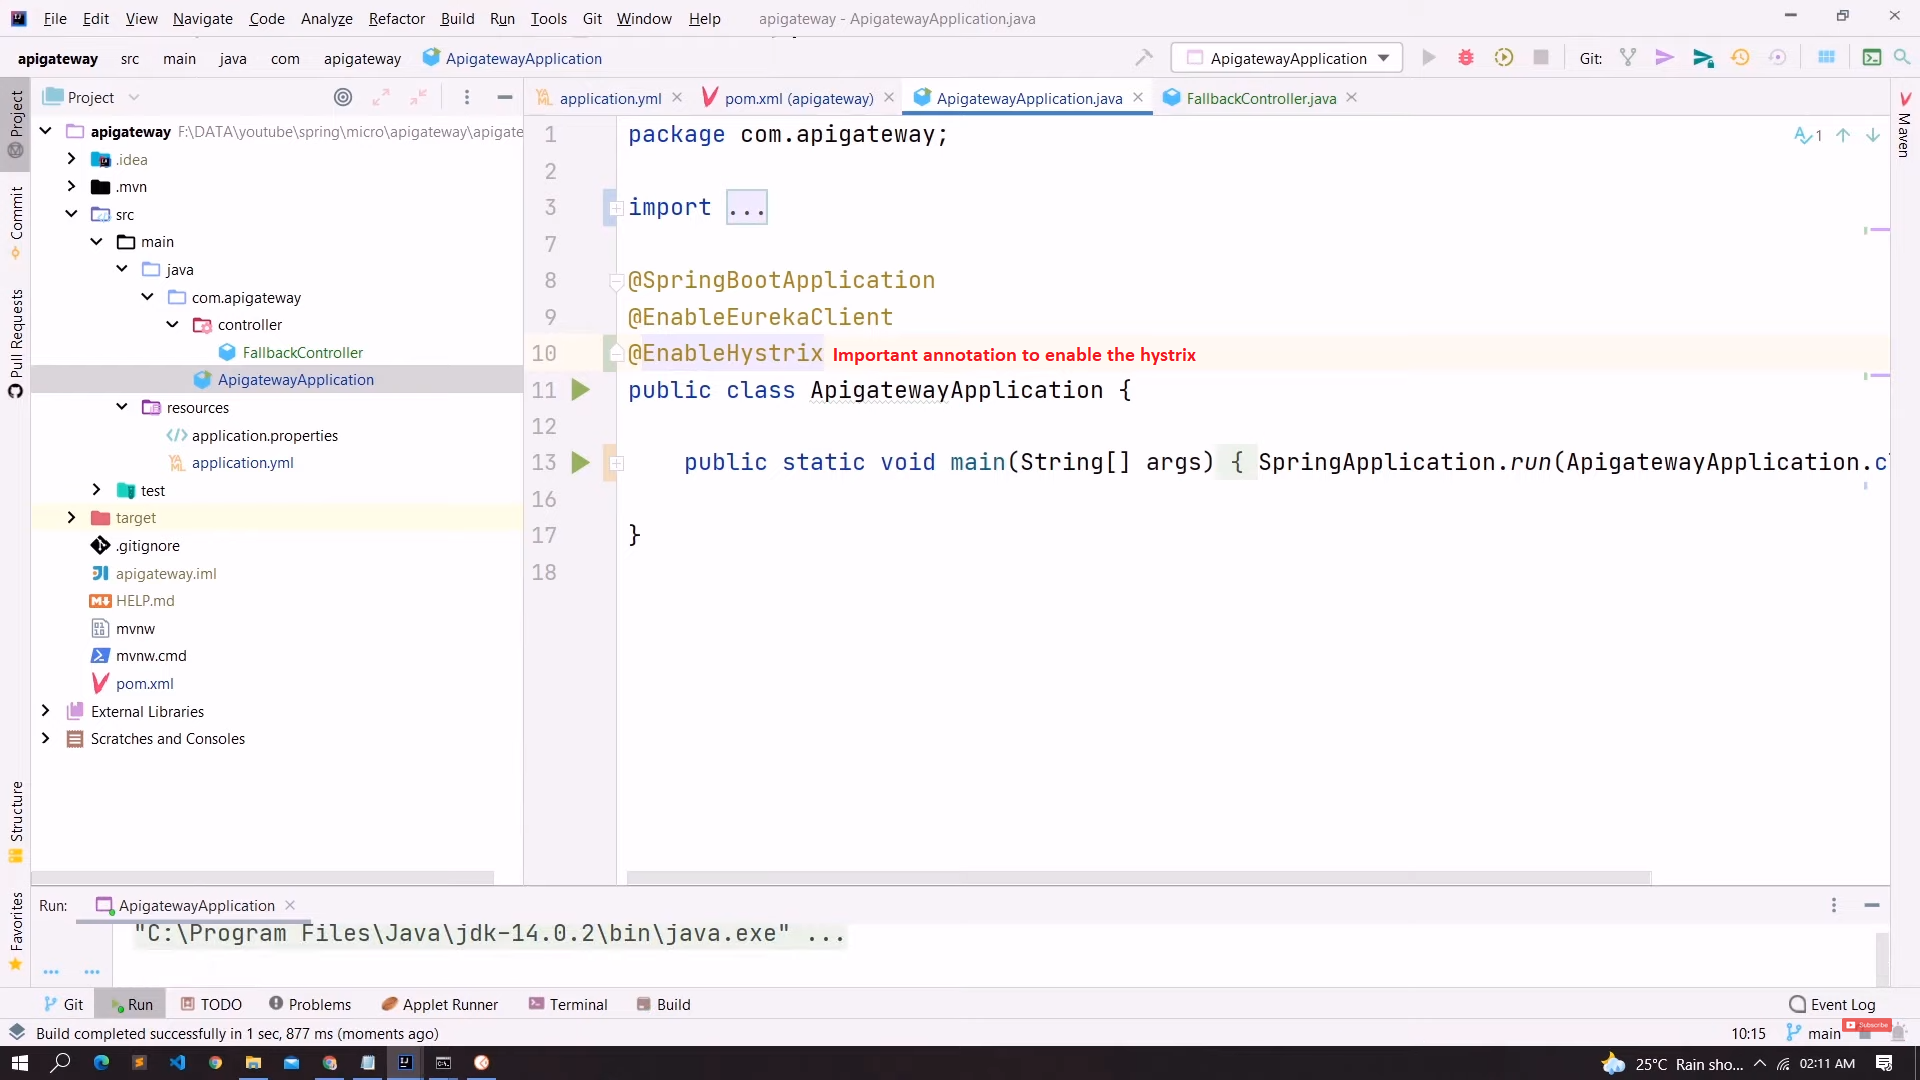 File Edit View Navigate Code Analyze Refactor Build Run Tools Git Window Help apigateway - ApigatewayApplication.java
apigateway src main java com apigateway ApigatewayApplication ApigatewayApplication Git:
Project
application.yml pom.xml (apigateway) ApigatewayApplication.java FallbackController.java
apigateway F:\DATA\youtube\spring\micro\apigateway\apigate
.idea
.mvn
src
main
java
com.apigateway
controller
FallbackController
ApigatewayApplication
resources
application.properties
application.yml
test
target
.gitignore
apigateway.iml
HELP.md
mvnw
mvnw.cmd
pom.xml
External Libraries
Scratches and Consoles
Project
Commit
Pull Requests
Structure
Favorites
1 package com.apigateway;
2
3 import ...
7
8 @SpringBootApplication
9 @EnableEurekaClient
10 @EnableHystrix Important annotation to enable the hystrix
11 public class ApigatewayApplication {
12
13 public static void main(String[] args) { SpringApplication.run(ApigatewayApplication.c
16
17 }
18
1
Maven
Run: ApigatewayApplication
"C:\Program Files\Java\jdk-14.0.2\bin\java.exe" ...
Git Run TODO Problems Applet Runner Terminal Build Event Log
Build completed successfully in 1 sec, 877 ms (moments ago) 10:15 main
Subscribe
25°C Rain sho... 02:11 AM